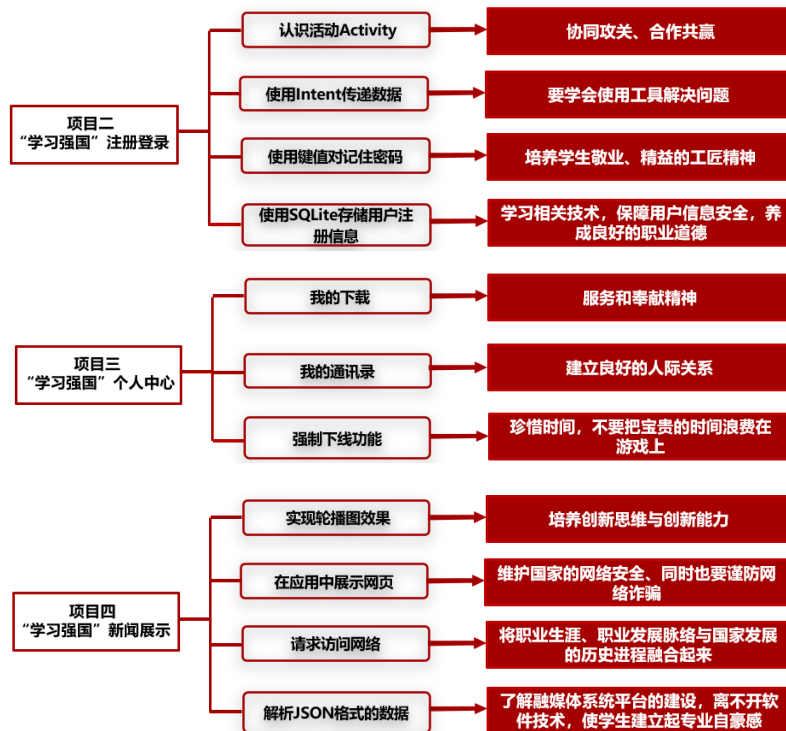 认识活动Activity
协同攻关、合作共赢
使用Intent传递数据
要学会使用工具解决问题
项目二
“学习强国”注册登录
使用键值对记住密码
培养学生敬业、精益的工匠精神
使用SQLite存储用户注
册信息
学习相关技术，保障用户信息安全，养
成良好的职业道德
我的下载
服务和奉献精神
项目三
“学习强国”个人中心
我的通讯录
建立良好的人际关系
强制下线功能
珍惜时间，不要把宝贵的时间浪费在
游戏上
实现轮播图效果
培养创新思维与创新能力
在应用中展示网页
维护国家的网络安全、同时也要谨防网
络诈骗
项目四
“学习强国”新闻展示
请求访问网络
将职业生涯、职业发展脉络与国家发展
的历史进程融合起来
解析JSON格式的数据
了解融媒体系统平台的建设，离不开软
件技术，使学生建立起专业自豪感